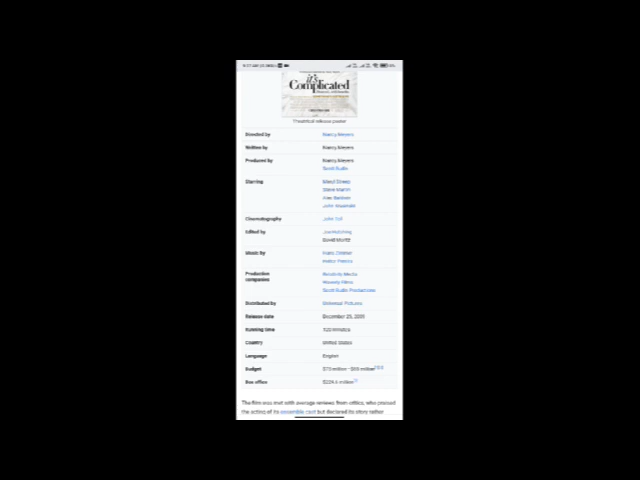 it's
Complicated
Theatrical release poster
Directed by Nancy Meyers
Written by Nancy Meyers
Produced by Nancy Meyers
Scott Rudin
Starring Meryl Streep
Steve Martin
Alec Baldwin
John Krasinski
Cinematography John Toll
Edited by Joe Hutshing
David Moritz
Music by Hans Zimmer
Heitor Pereira
Production
companies
Relativity Media
Waverly Films
Scott Rudin Productions
Distributed by Universal Pictures
Release date December 25, 2009
Running time 120 minutes
Country United States
Language English
Budget
Box office
The film was met with average reviews from critics, who praised
the acting of its ensemble cast but declared its story rather